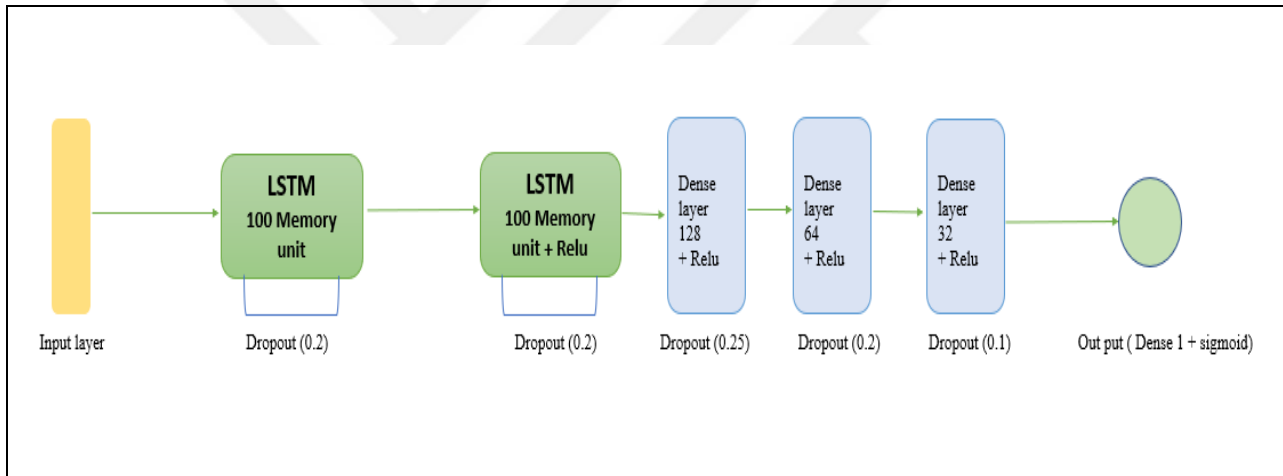 LSTM
100 Memory
unit
LSTM
100 Memory
unit + Relu
Dense
layer
128
+ Relu
Dense
layer
64
+ Relu
Dense
layer
32
+ Relu
Input layer
Dropout (0.2)
Dropout (0.2)
Dropout (0.25)
Dropout (0.2)
Dropout (0.1)
Out put ( Dense 1 + sigmoid)